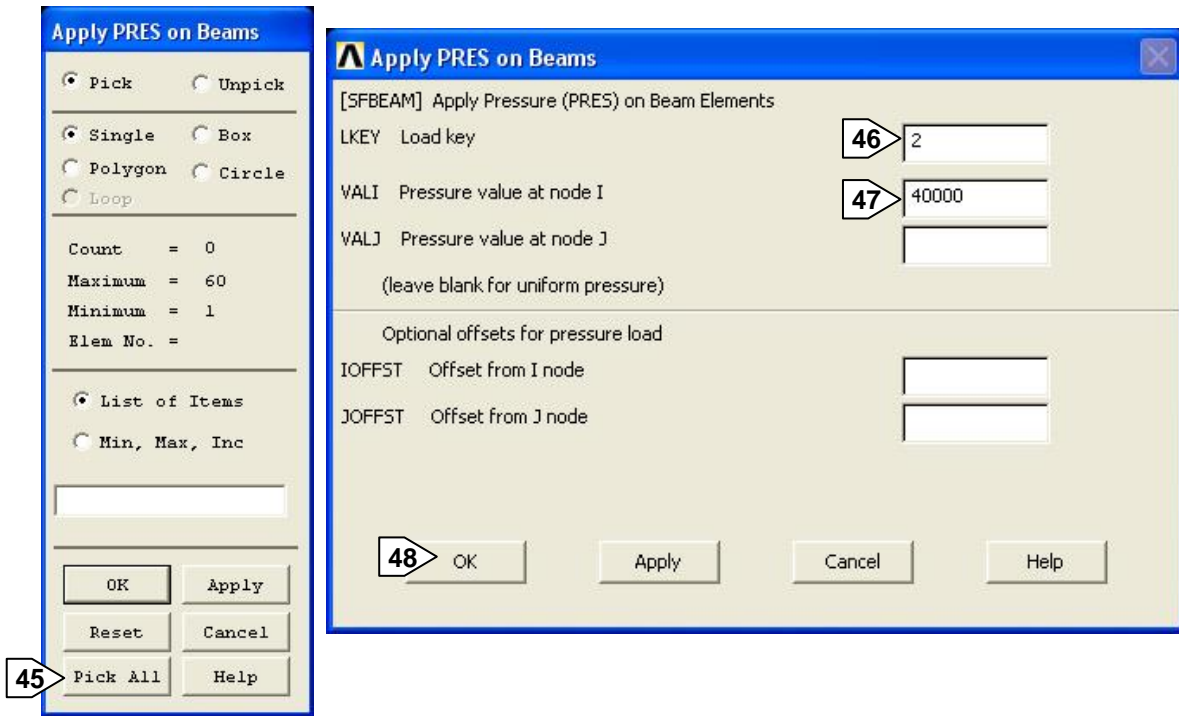 Apply PRES on Beams
Pick Unpick
Single Box
Polygon Circle
Loop
Count = 0
Maximum = 60
Minimum = 1
Elem No. =
List of Items
Min, Max, Inc
OK Apply
Reset Cancel
45 Pick All Help
Apply PRES on Beams
[SFBEAM] Apply Pressure (PRES) on Beam Elements
LKEY Load key 46 2
VALI Pressure value at node I 47 40000
VALJ Pressure value at node J
(leave blank for uniform pressure)
Optional offsets for pressure load
IOFFST Offset from I node
JOFFST Offset from J node
48 OK Apply Cancel Help